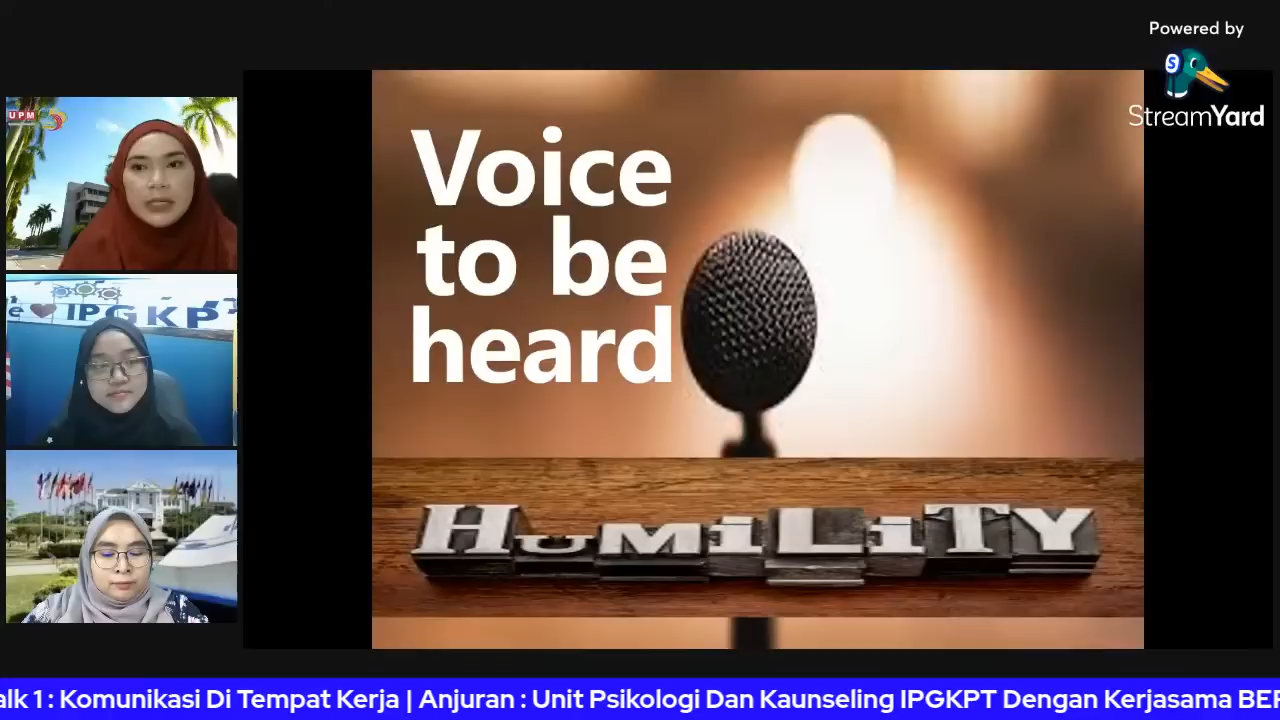 Powered by
StreamYard
UPM
IPGKPT
Voice
to be
heard
HUMiLiTY
alk 1 : Komunikasi Di Tempat Kerja | Anjuran : Unit Psikologi Dan Kaunseling IPGKPT Dengan Kerjasama BER